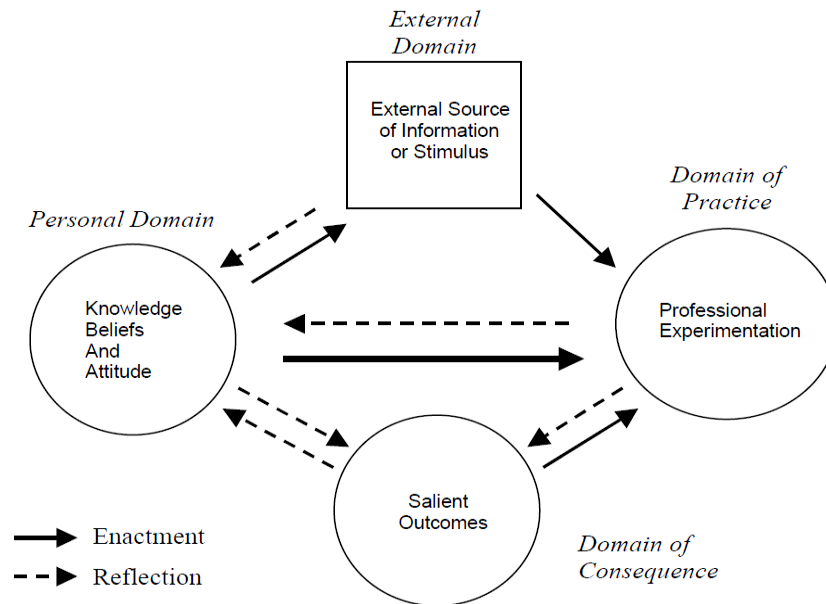 External
Domain
External Source
of Information
or Stimulus
Domain of
Practice
Personal Domain
Knowledge
Beliefs
And
Attitude
Professional
Experimentation
Salient
Outcomes
Enactment
Reflection
Domain of
Consequence